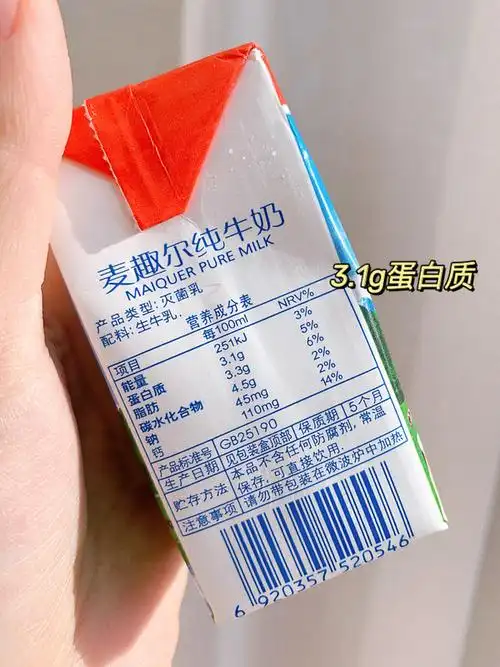 麦趣尔纯牛奶
MAIQUER PURE MILK
产品类型: 灭菌乳
配料: 生牛乳.
营养成分表
项目 每100ml NRV%
能量 251KJ 3%
蛋白质 3.1g 5%
脂肪 3.3g 6%
碳水化合物 4.5g 2%
钠 45mg 2%
钙 110mg 14%
产品标准号 GB25190 保质期 5个月
生产日期 见包装盒顶部
贮存方法 本品不含任何防腐剂, 常温
保存, 可直接饮用.
注意事项 请勿带包装在微波炉中加热
6 920357 520546
3.1g蛋白质